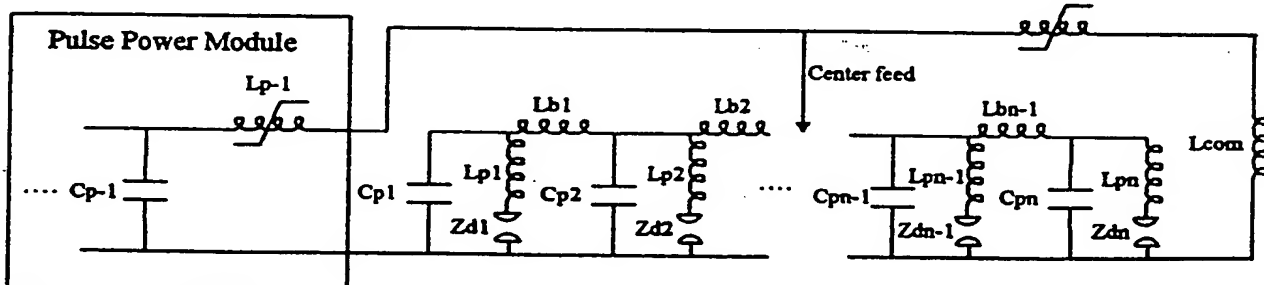 Pulse Power Module
Lp-1
.... Cp-1
Center feed
Lb1
Lb2
Cp1
Lp1
Zd1
Cp2
Lp2
Zd2
....
Lbn-1
Cpn-1
Lpn-1
Zdn-1
Cpn
Lpn
Zdn
Lcom